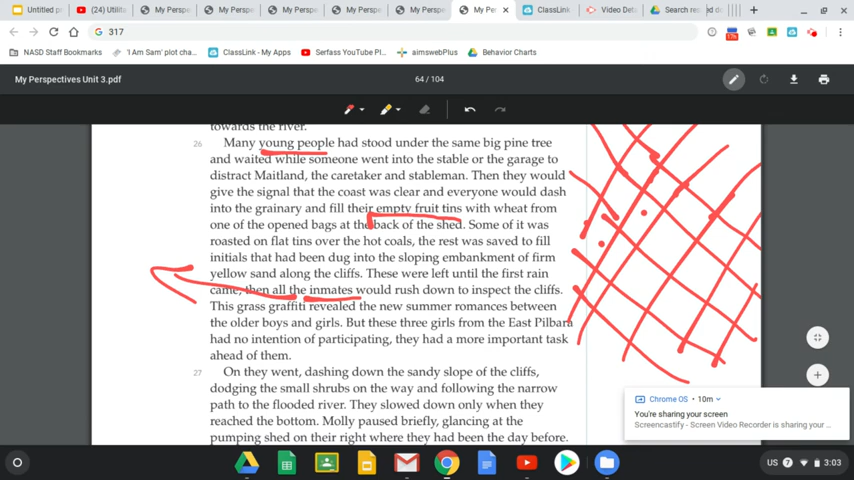 Untitled pr
(24) Utilita
My Perspe
My Perspe
My Perspe
My Perspe
My Perspe
My Pe
ClassLink
Video Deta
Search res
317
NASD Staff Bookmarks
'I Am Sam' plot cha...
ClassLink - My Apps
Serfass YouTube Pl...
aimswebPlus
Behavior Charts
My Perspectives Unit 3.pdf
64 / 104
towards the river.
26
Many young people had stood under the same big pine tree
and waited while someone went into the stable or the garage to
distract Maitland, the caretaker and stableman. Then they would
give the signal that the coast was clear and everyone would dash
into the grainary and fill their empty fruit tins with wheat from
one of the opened bags at the back of the shed. Some of it was
roasted on flat tins over the hot coals, the rest was saved to fill
initials that had been dug into the sloping embankment of firm
yellow sand along the cliffs. These were left until the first rain
came, then all the inmates would rush down to inspect the cliffs.
This grass graffiti revealed the new summer romances between
the older boys and girls. But these three girls from the East Pilbara
had no intention of participating, they had a more important task
ahead of them.
27
On they went, dashing down the sandy slope of the cliffs,
dodging the small shrubs on the way and following the narrow
path to the flooded river. They slowed down only when they
reached the bottom. Molly paused briefly, glancing at the
pumping shed on their right where they had been the day before.
Chrome OS • 10m
You're sharing your screen
Screencastify - Screen Video Recorder is sharing your ...
US
7
3:03